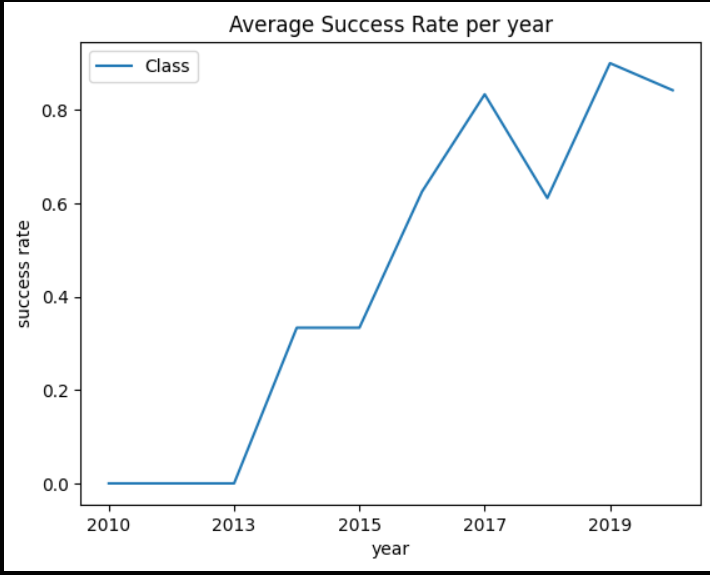 Average Success Rate per year
Class
0.8
0.6
0.4
0.2
0.0
success rate
2010 2013 2015 2017 2019
year